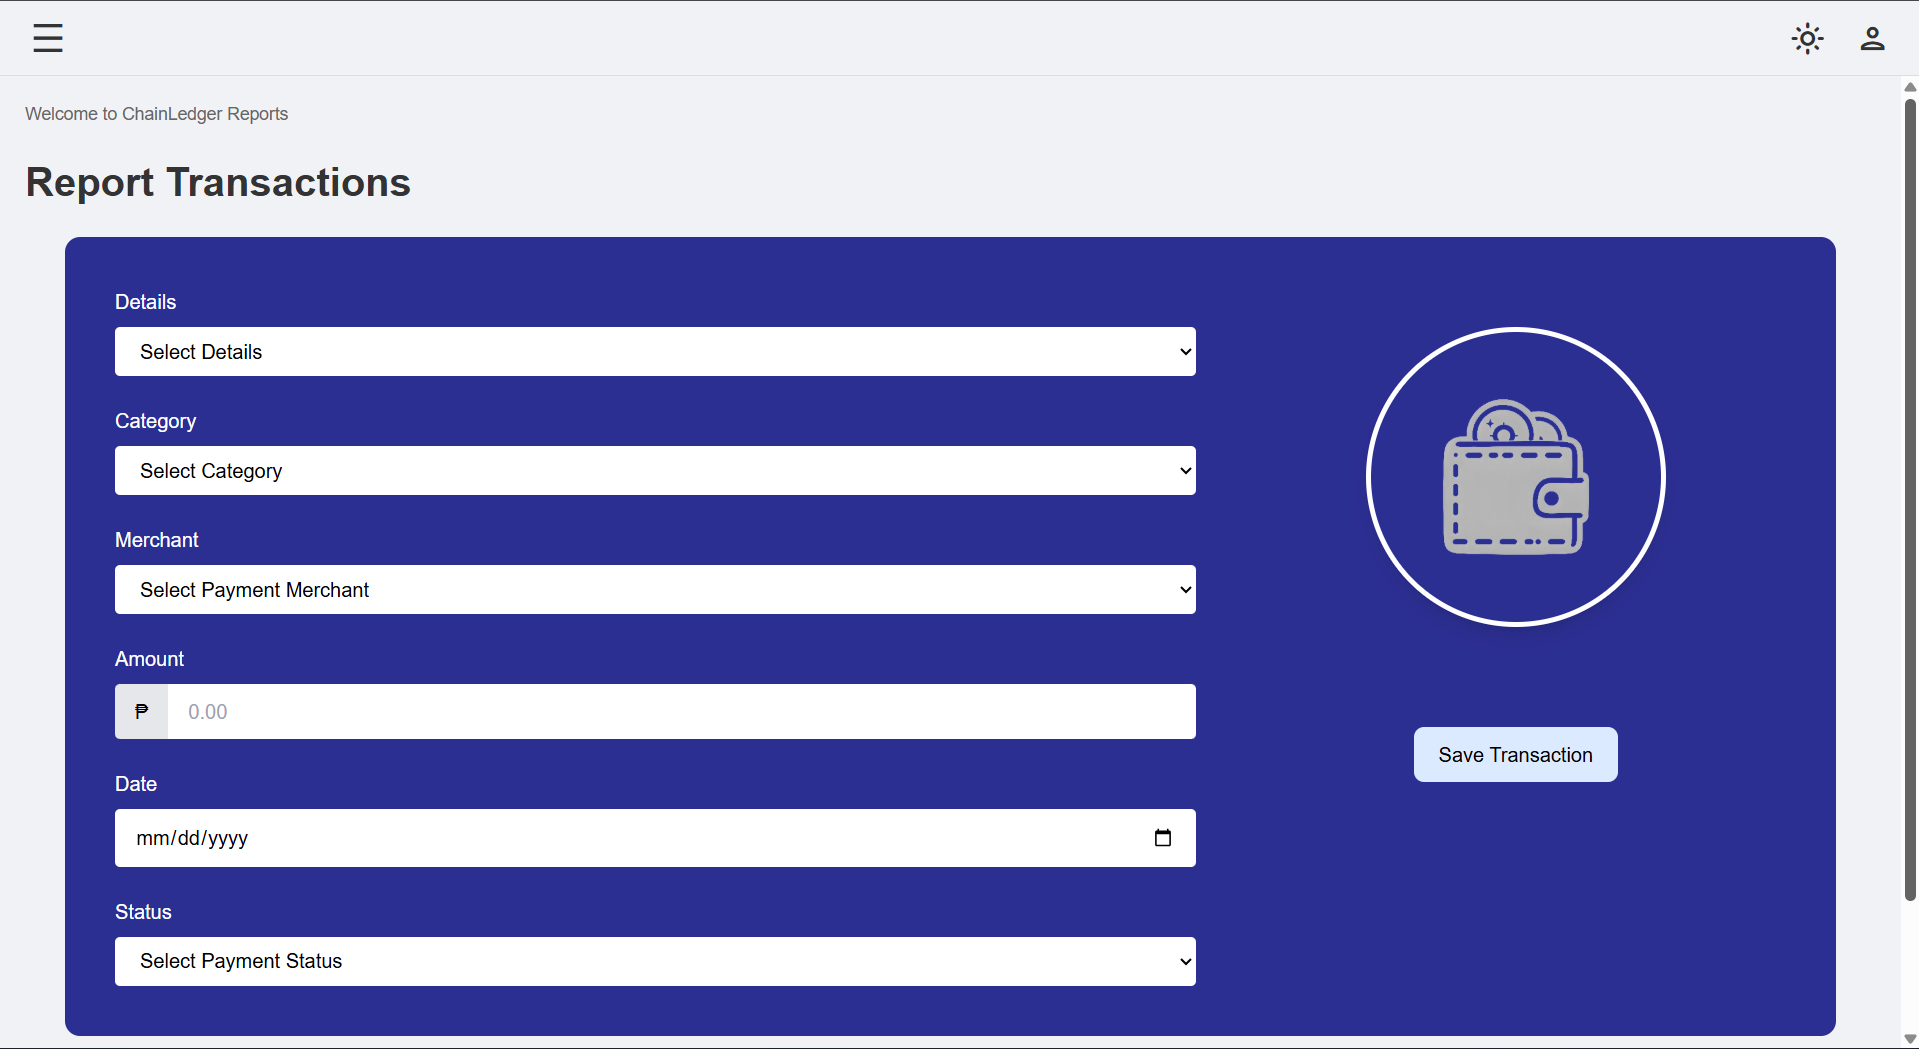 Welcome to ChainLedger Reports
Report Transactions
Details
Select Details
Category
Select Category
Merchant
Select Payment Merchant
Amount
₱ 0.00
Date
mm/dd/yyyy
Status
Select Payment Status
Save Transaction